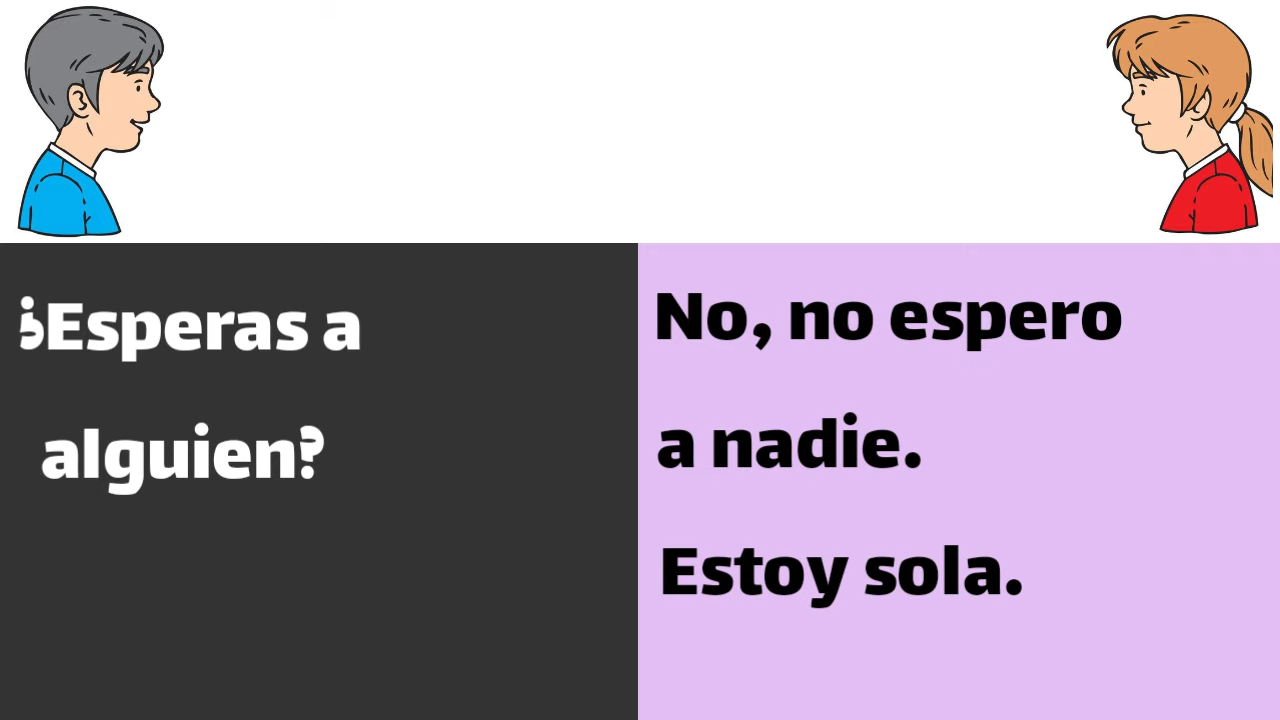 ¿Esperas a
alguien?
No, no espero
a nadie.
Estoy sola.